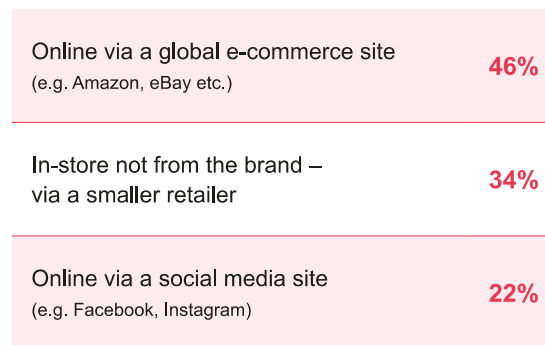 Online via a global e-commerce site
(e.g. Amazon, eBay etc.)
46%
In-store not from the brand –
via a smaller retailer
34%
Online via a social media site
(e.g. Facebook, Instagram)
22%